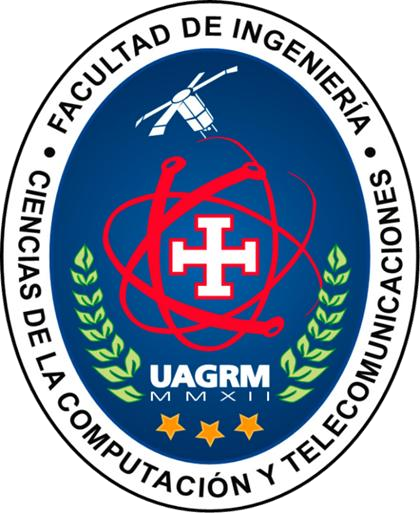 FACULTAD DE INGENIERÍA
CIENCIAS DE LA COMPUTACIÓN Y TELECOMUNICACIONES
UAGRM
MMXII